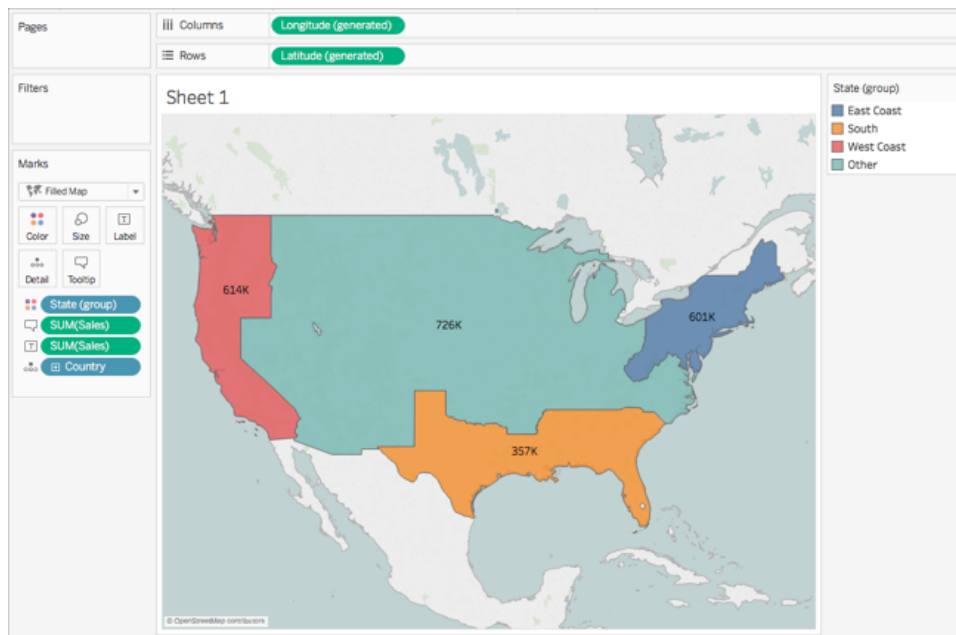 Pages
Columns
Longitude (generated)
Rows
Latitude (generated)
Filters
Sheet 1
State (group)
East Coast
South
West Coast
Other
Marks
Filled Map
Color
Size
T
Label
Detail
Tooltip
State (group)
SUM(Sales)
T
SUM(Sales)
Country
614K
726K
601K
357K
© OpenStreetMap contributors